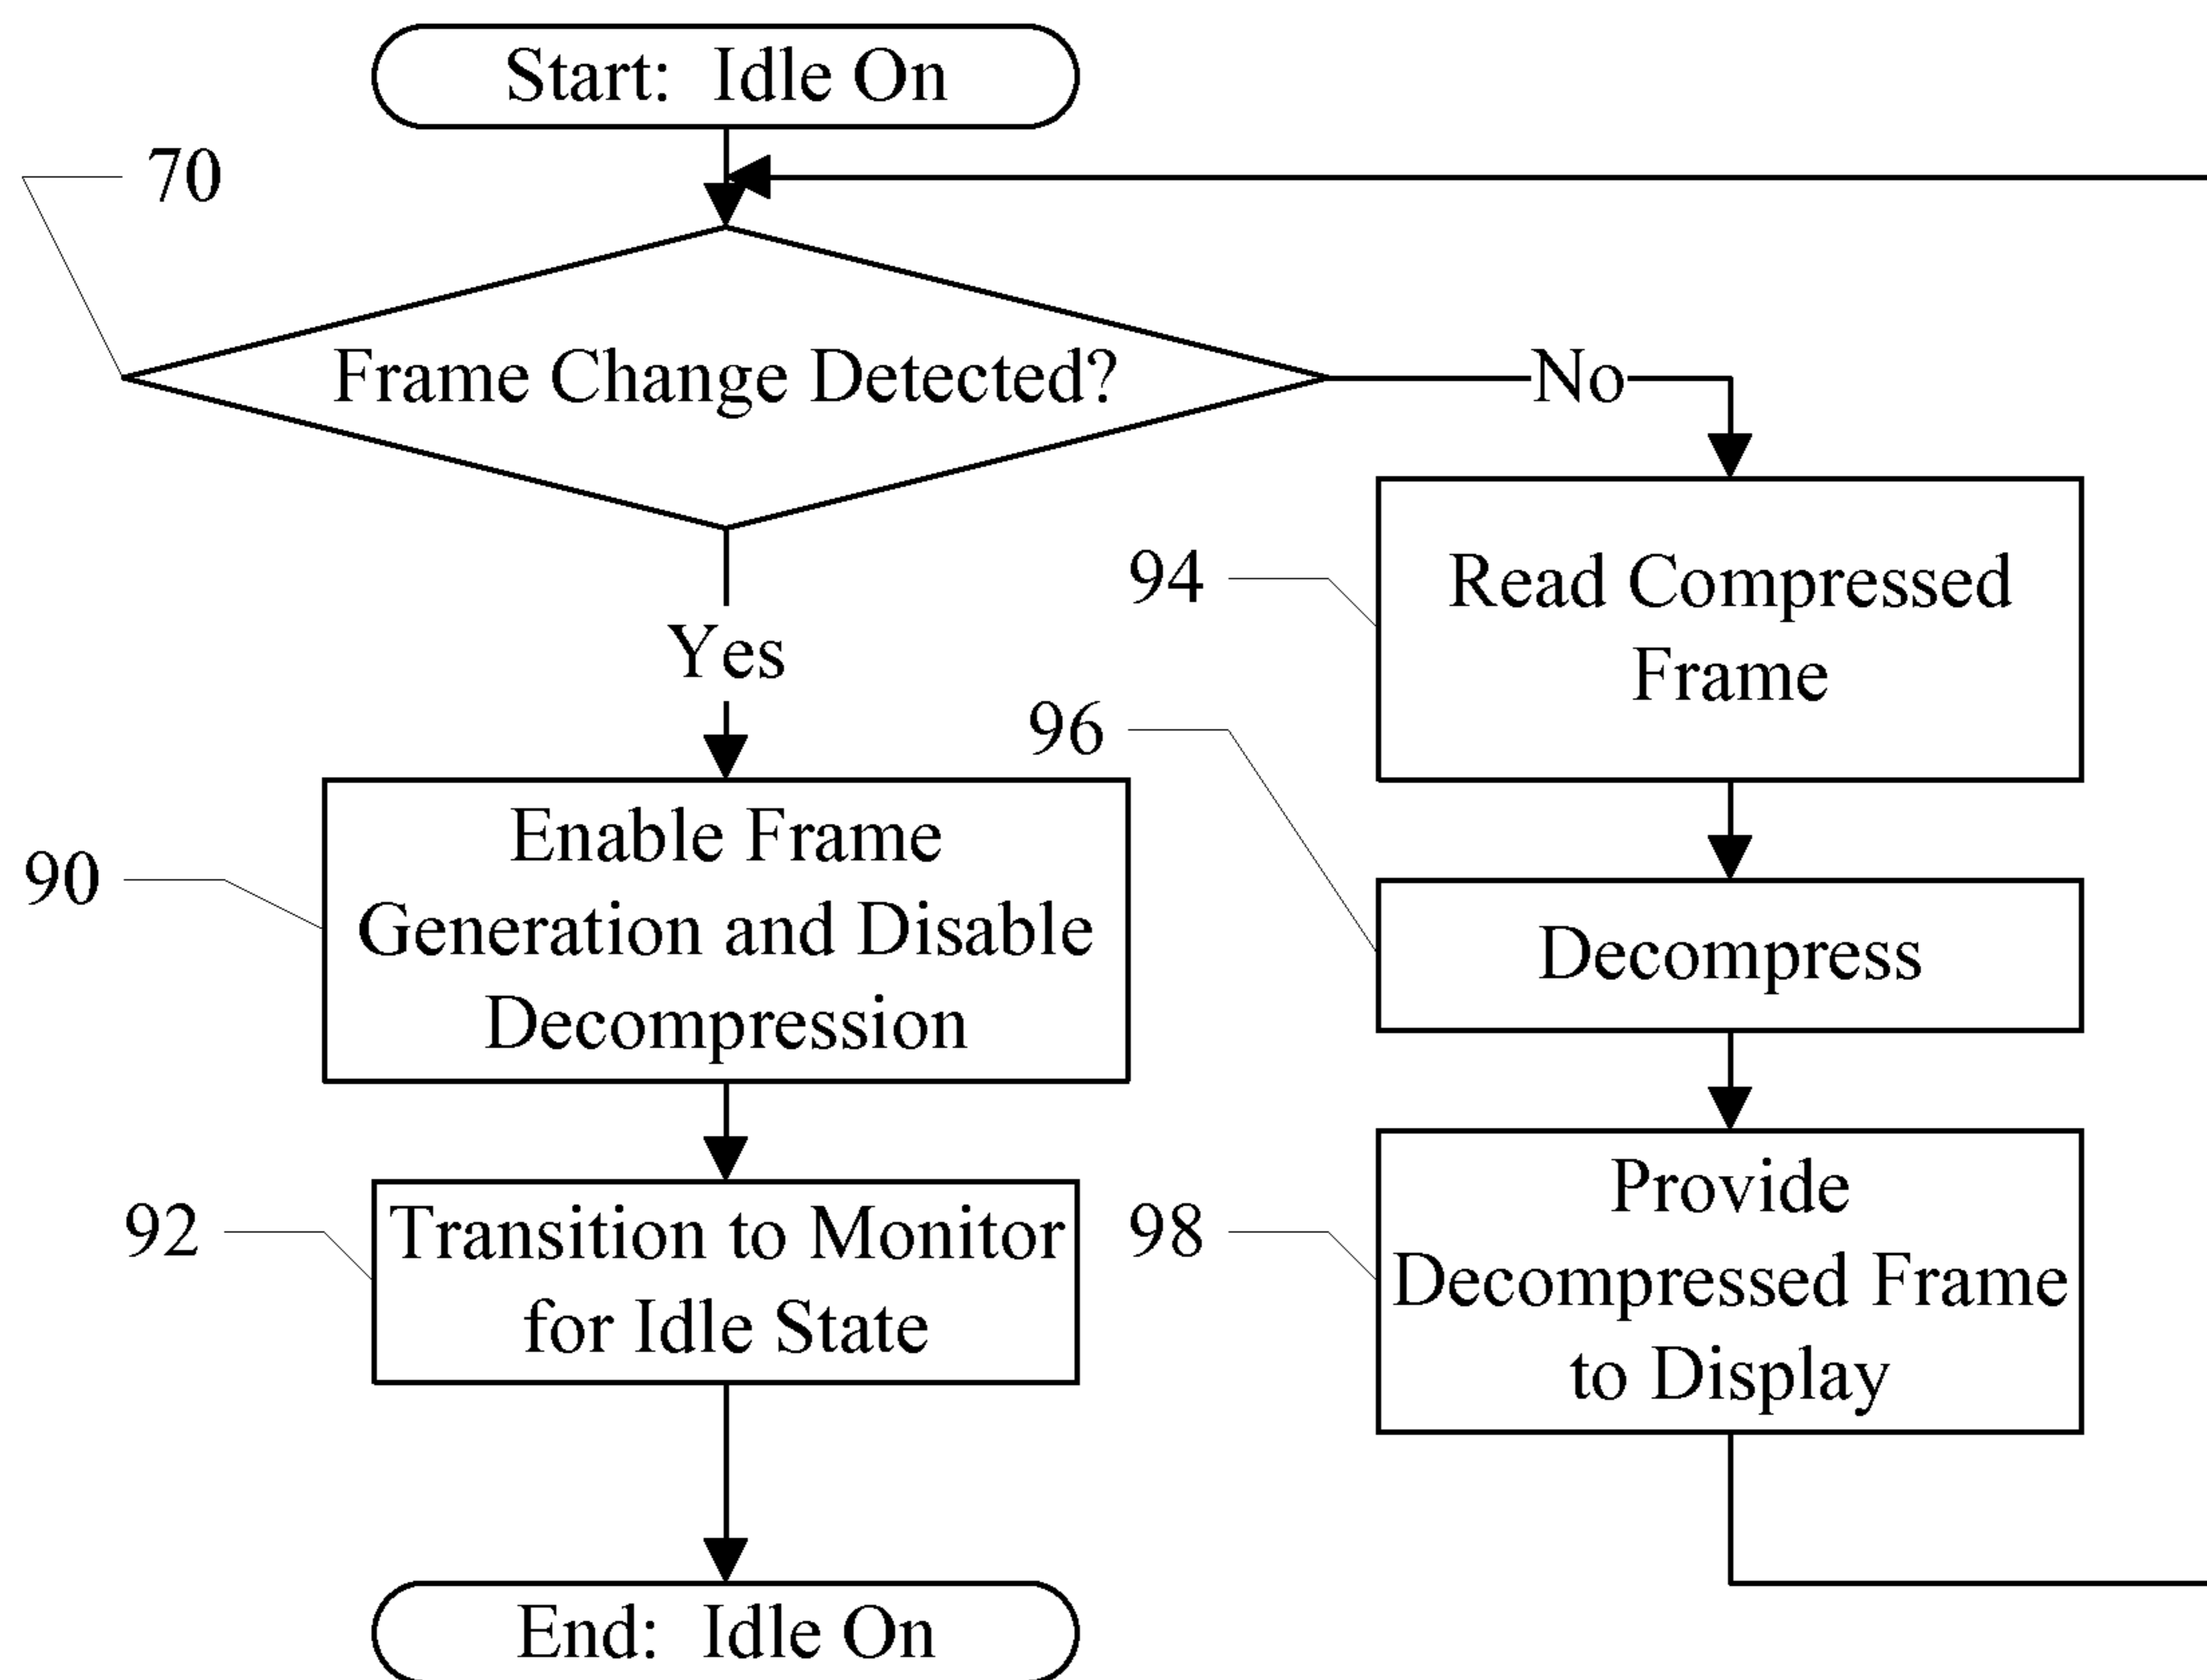 Start: Idle On
70
Frame Change Detected?
No
Yes
94
Read Compressed
Frame
96
90
Enable Frame
Generation and Disable
Decompression
Decompress
92
Transition to Monitor
for Idle State
98
Provide
Decompressed Frame
to Display
End: Idle On